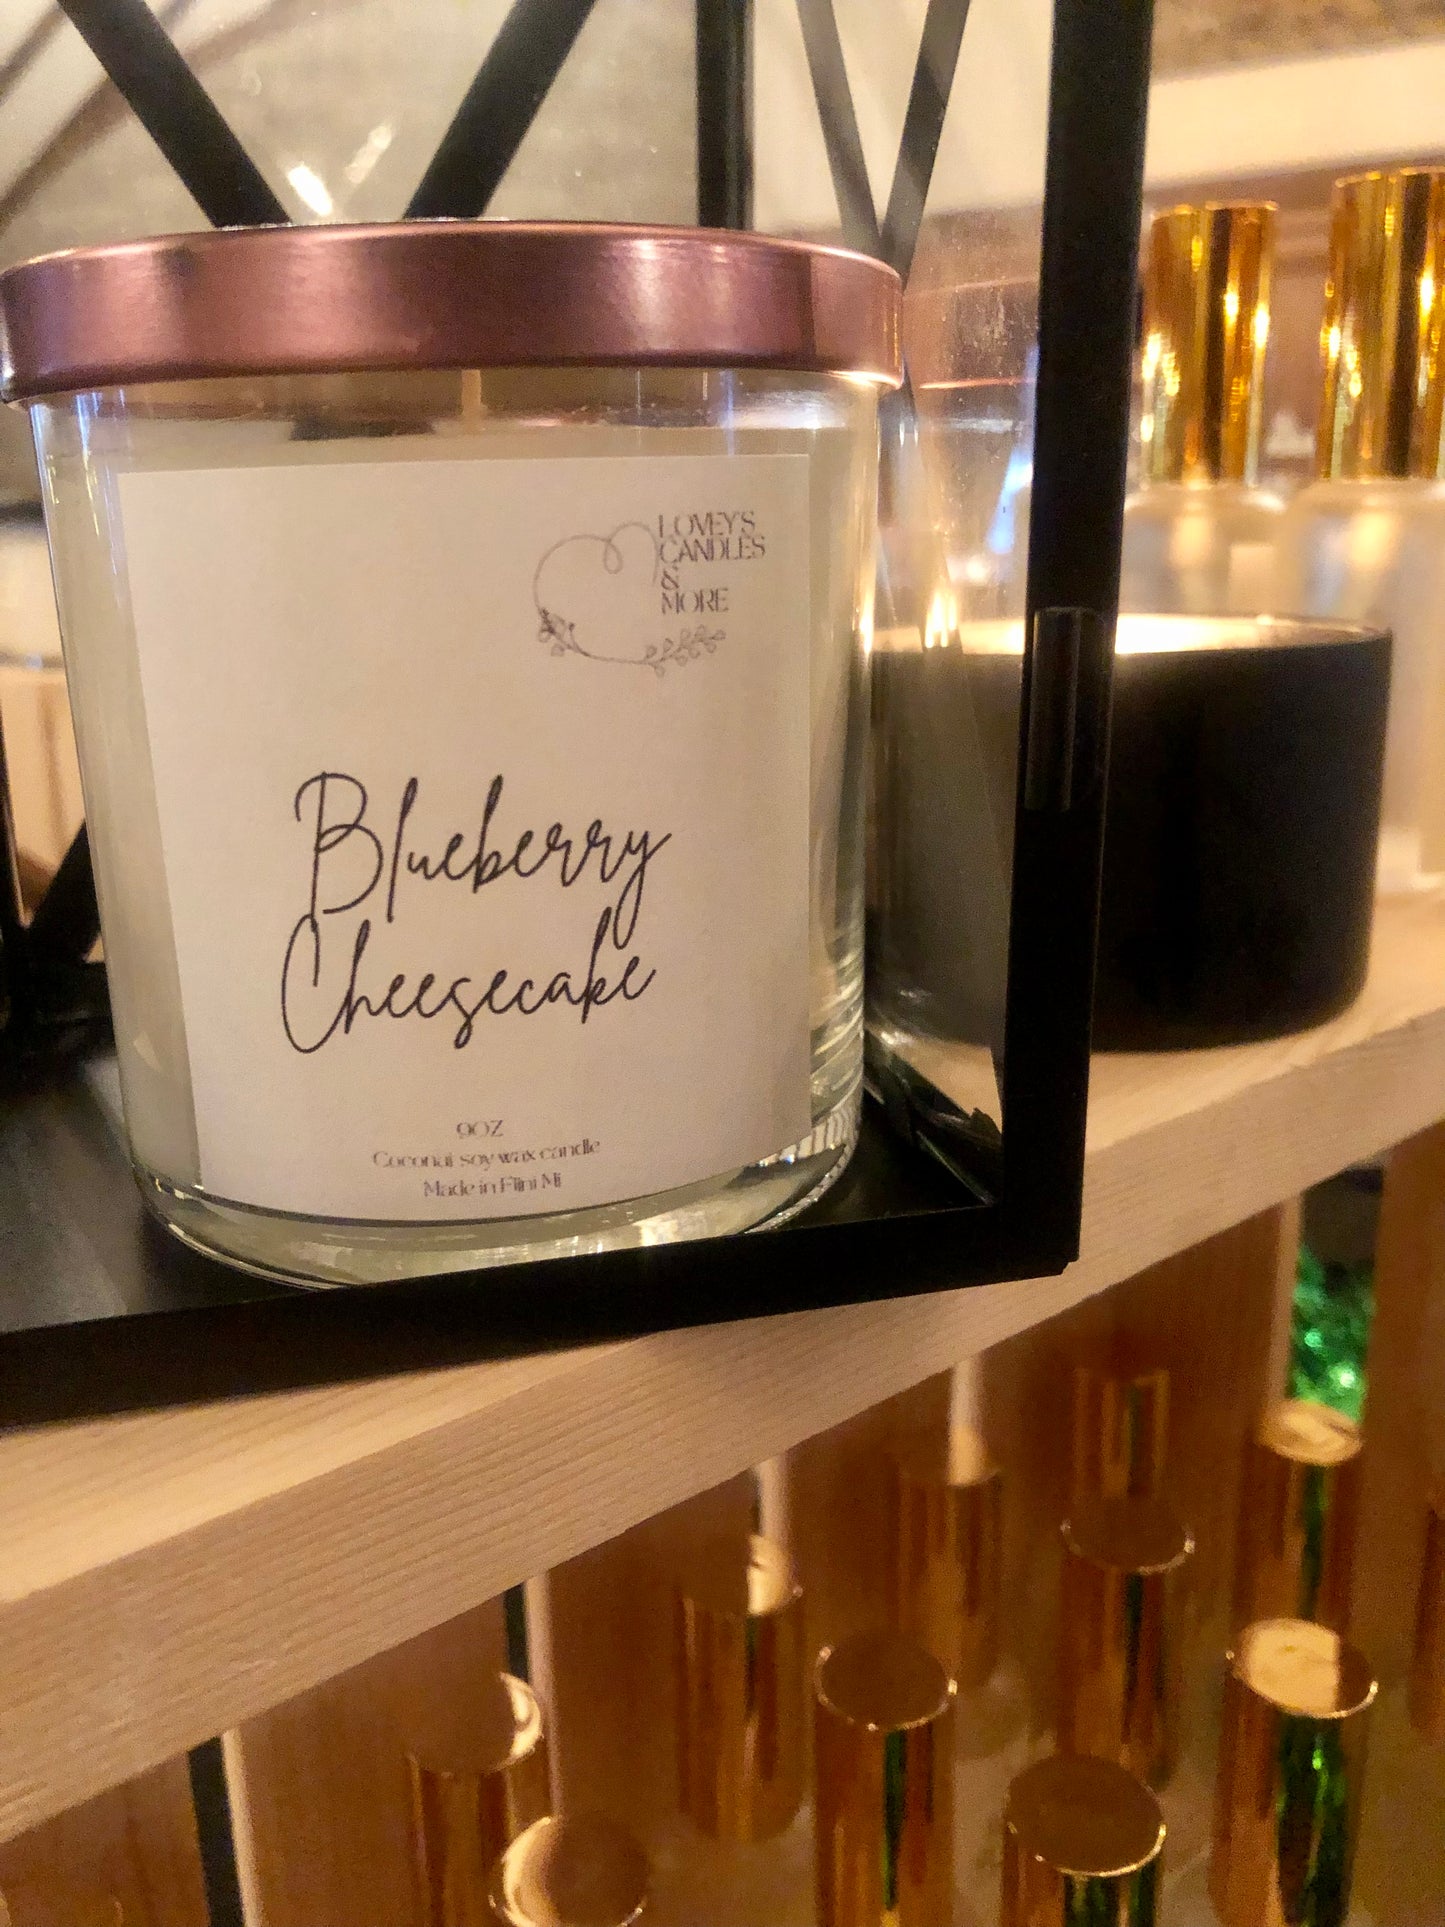 LOVEY'S
CANDLES
&
MORE
Blueberry
Cheesecake
9OZ
Coconut soy wax candle
Made in Flint Mi